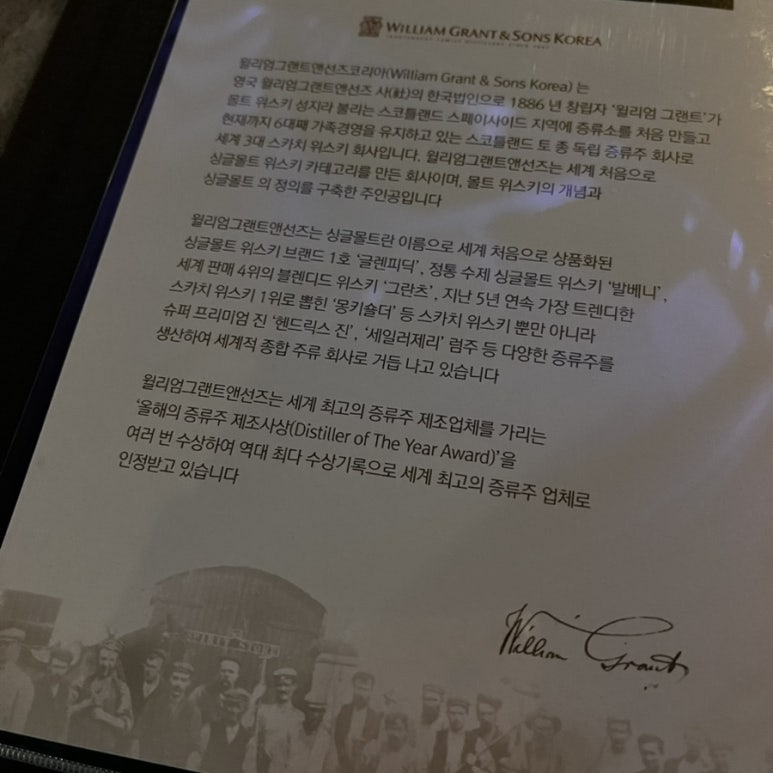 WILLIAM GRANT & SONS KOREA
INDEPENDENT FAMILY DISTILLERS SINCE 1887
윌리엄그랜트앤선즈코리아(William Grant & Sons Korea) 는
영국 윌리엄그랜트앤선즈 사(社)의 한국법인으로 1886 년 창립자 ‘윌리엄 그랜트’가
몰트 위스키 성지라 불리는 스코틀랜드 스페이사이드 지역에 증류소를 처음 만들고
현재까지 6대째 가족경영을 유지하고 있는 스코틀랜드 토 종 독립 증류주 회사로
세계 3대 스카치 위스키 회사입니다. 윌리엄그랜트앤선즈는 세계 처음으로
싱글몰트 위스키 카테고리를 만든 회사이며, 몰트 위스키의 개념과
싱글몰트 의 정의를 구축한 주인공입니다
윌리엄그랜트앤선즈는 싱글몰트란 이름으로 세계 처음으로 상품화된
싱글몰트 위스키 브랜드 1호 ‘글렌피딕’, 정통 수제 싱글몰트 위스키 ‘발베니’,
세계 판매 4위의 블렌디드 위스키 ‘그란츠’, 지난 5년 연속 가장 트렌디한
스카치 위스키 1위로 뽑힌 ‘몽키숄더’ 등 스카치 위스키 뿐만 아니라
슈퍼 프리미엄 진 ‘헨드릭스 진’, ‘세일러제리’ 럼주 등 다양한 증류주를
생산하여 세계적 종합 주류 회사로 거듭 나고 있습니다
윌리엄그랜트앤선즈는 세계 최고의 증류주 제조업체를 가리는
‘올해의 증류주 제조사상(Distiller of The Year Award)’을
여러 번 수상하여 역대 최다 수상기록으로 세계 최고의 증류주 업체로
인정받고 있습니다
William Grant